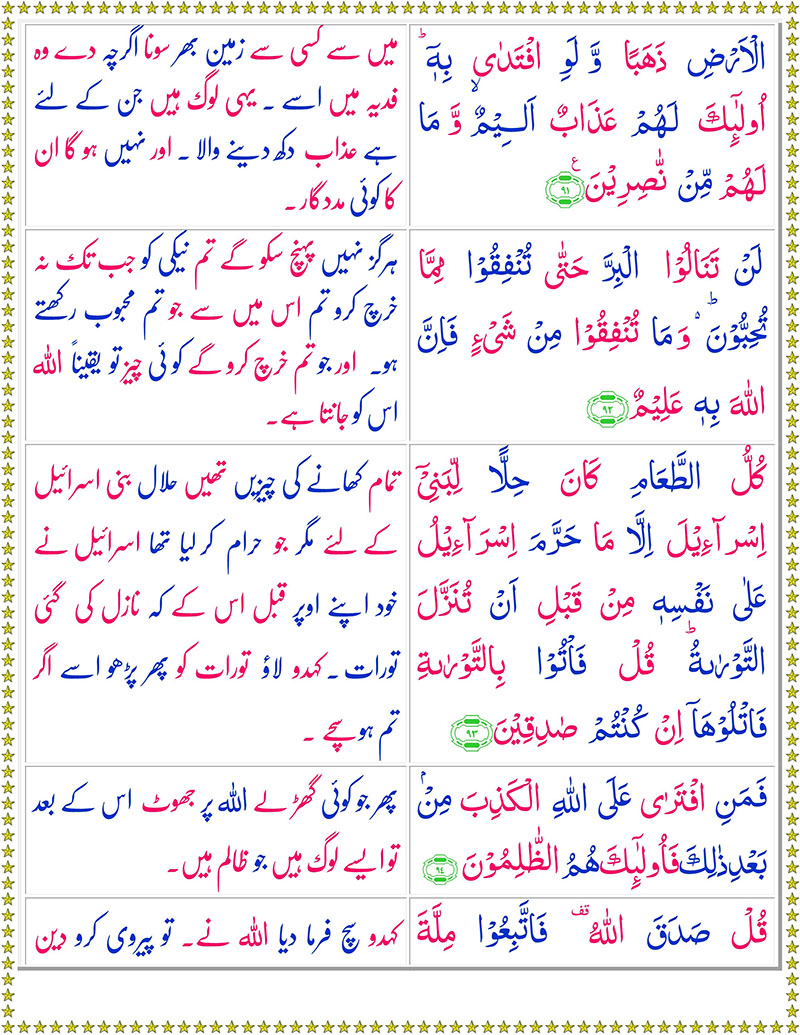 الْاَرْضِ ذَهَبًا وَّ لَوِ افْتَدٰى بِهٖ ؕ
اُولٰٓئِكَ لَهُمْ عَذَابٌ اَلِیْمٌ وَّ مَا
لَهُمْ مِّنْ نّٰصِرِیْنَ ﴿۹۱﴾
میں سے کسی سے زمین بھر سونا اگرچہ دے وہ
فدیہ میں اسے ۔ یہی لوگ ہیں جن کے لئے
ہے عذاب دکھ دینے والا ۔ اور نہیں ہو گا ان
کا کوئی مددگار۔
لَنْ تَنَالُوا الْبِرَّ حَتّٰى تُنْفِقُوْا مِمَّا
تُحِبُّوْنَ ؕ۬ وَ مَا تُنْفِقُوْا مِنْ شَیْءٍ فَاِنَّ
اللّٰهَ بِهٖ عَلِیْمٌ ﴿۹۲﴾
ہرگز نہیں پہنچ سکو گے تم نیکی کو جب تک نہ
خرچ کرو تم اس میں سے جو تم محبوب رکھتے
ہو۔ اور جو تم خرچ کرو گے کوئی چیز تو یقیناً اللہ
اس کو جانتا ہے۔
كُلُّ الطَّعَامِ كَانَ حِلًّا لِّبَنِیْۤ
اِسْرَآءِیْلَ اِلَّا مَا حَرَّمَ اِسْرَآءِیْلُ
عَلٰى نَفْسِهٖ مِنْ قَبْلِ اَنْ تُنَزَّلَ
التَّوْرٰىةُ ؕ قُلْ فَاْتُوْا بِالتَّوْرٰىةِ
فَاتْلُوْهَاۤ اِنْ كُنْتُمْ صٰدِقِیْنَ ﴿۹۳﴾
تمام کھانے کی چیزیں تھیں حلال بنی اسرائیل
کے لئے مگر جو حرام کر لیا تھا اسرائیل نے
خود اپنے اوپر قبل اس کے کہ نازل کی گئی
تورات ۔ کہدو لاؤ تورات کو پھر پڑھو اسے اگر
تم ہو سچے ۔
فَمَنِ افْتَرٰى عَلَى اللّٰهِ الْكَذِبَ مِنْۢ
بَعْدِ ذٰلِكَ فَاُولٰٓئِكَ هُمُ الظّٰلِمُوْنَ ﴿۹۴﴾
پھر جو کوئی گھڑ لے اللہ پر جھوٹ اس کے بعد
تو ایسے لوگ ہیں جو ظالم ہیں۔
قُلْ صَدَقَ اللّٰهُ ۫ فَاتَّبِعُوْا مِلَّةَ
کہدو سچ فرما دیا اللہ نے۔ تو پیروی کرو دین